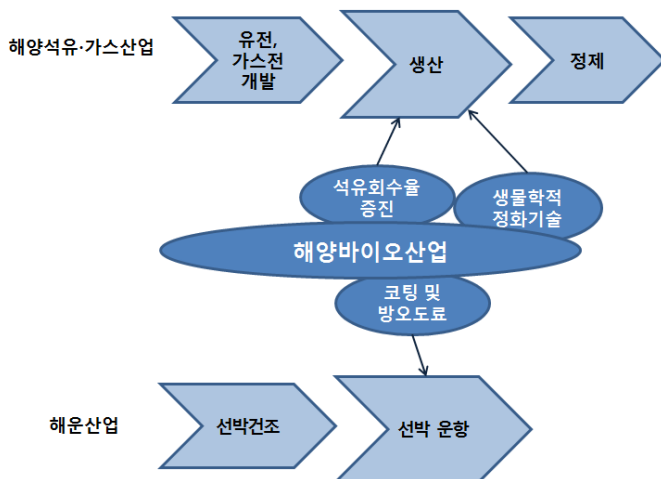 해양석유·가스산업
유전,
가스전
개발
생산
정제
석유회수율
증진
생물학적
정화기술
해양바이오산업
코팅 및
방오도료
해운산업
선박건조
선박 운항